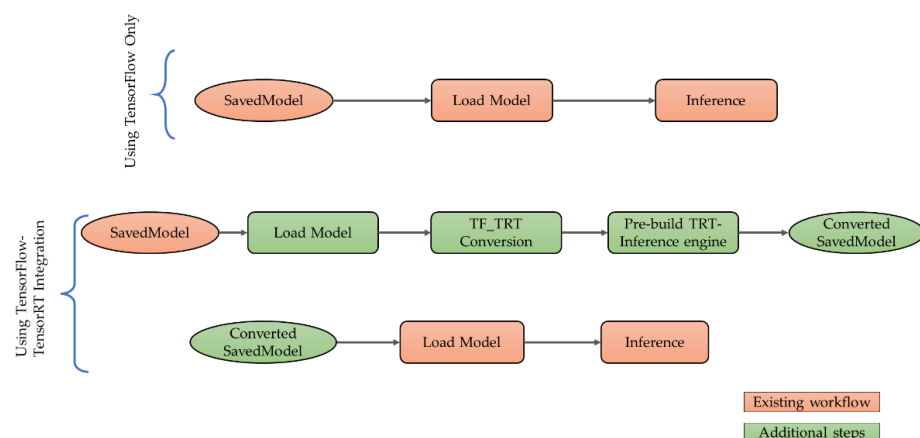 Using TensorFlow Only
SavedModel
Load Model
Inference
Using TensorFlow-
TensorRT Integration
SavedModel
Load Model
TF_TRT
Conversion
Pre-build TRT-
Inference engine
Converted
SavedModel
Converted
SavedModel
Load Model
Inference
Existing workflow
Additional steps